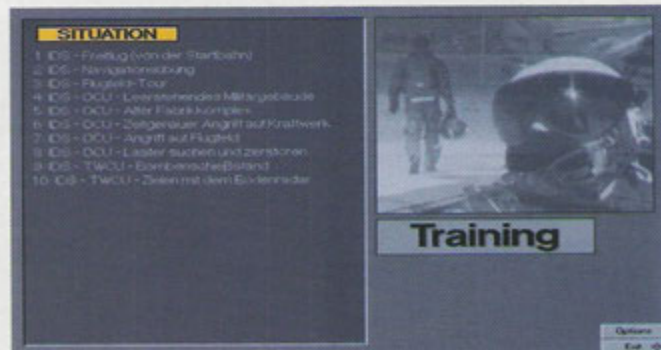 SITUATION
1 IDS - Freiflug (von der Startbahn)
2 IDS - Navigationsübung
3 IDS - Flugfeld-Tour
4 IDS - OCU - Leerstehendes Militärgebäude
5 IDS - OCU - Alter Fabrikkomplex
6 IDS - OCU - Zeitgenauer Angriff auf Kraftwerk
7 IDS - OCU - Angriff auf Flugfeld
8 IDS - OCU - Laster suchen und zerstören
9 IDS - TWCU - Bombenschießstand
10 IDS - TWCU - Zielen mit dem Bodenradar
Training
Options
Exit